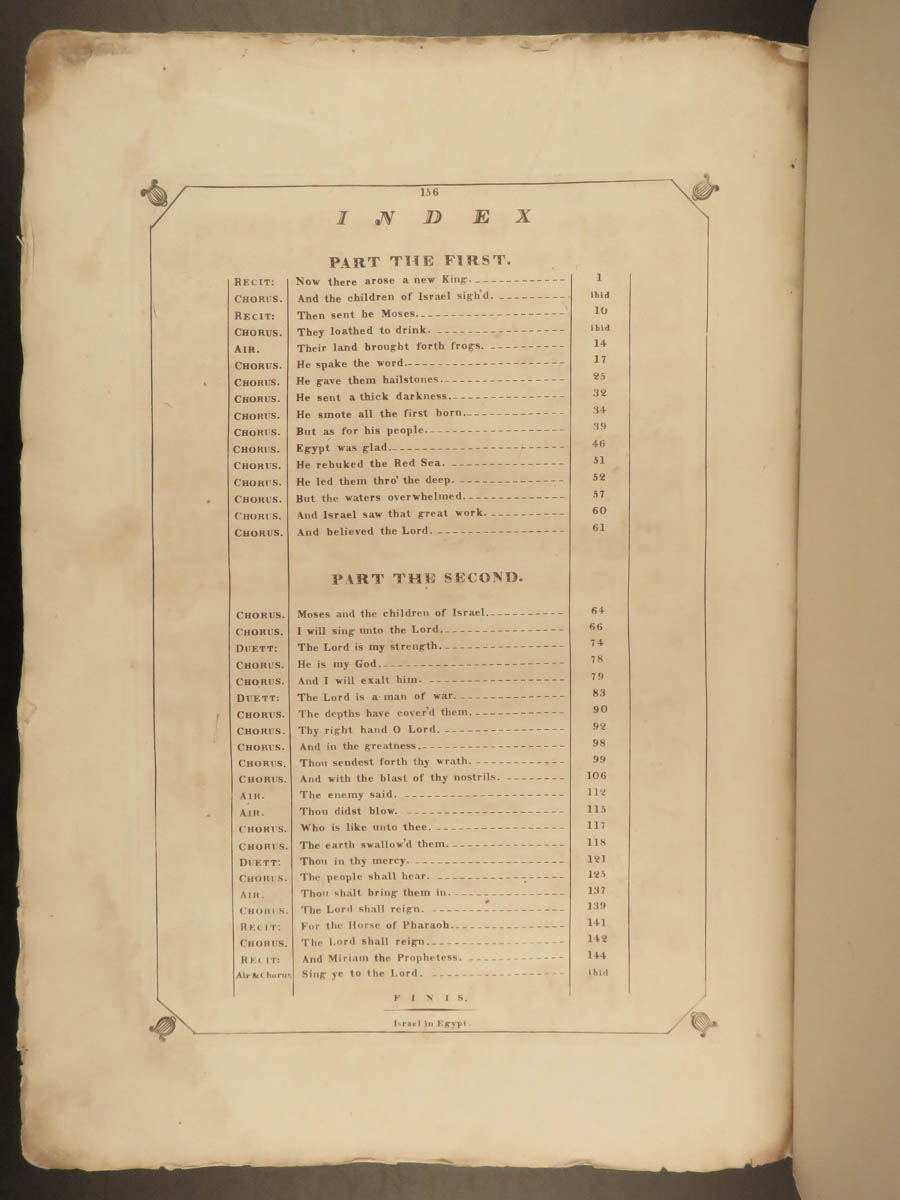 156
INDEX
PART THE FIRST.
RECIT: Now there arose a new King. 1
CHORUS. And the children of Israel sigh'd. ibid
RECIT: Then sent he Moses. 10
CHORUS. They loathed to drink. ibid
AIR. Their land brought forth frogs. 14
CHORUS. He spake the word. 17
CHORUS. He gave them hailstones. 25
CHORUS. He sent a thick darkness. 32
CHORUS. He smote all the first born. 34
CHORUS. But as for his people. 39
CHORUS. Egypt was glad. 46
CHORUS. He rebuked the Red Sea. 51
CHORUS. He led them thro' the deep. 52
CHORUS. But the waters overwhelmed. 57
CHORUS. And Israel saw that great work. 60
CHORUS. And believed the Lord. 61
PART THE SECOND.
CHORUS. Moses and the children of Israel. 64
CHORUS. I will sing unto the Lord. 66
DUETT: The Lord is my strength. 74
CHORUS. He is my God. 78
CHORUS. And I will exalt him. 79
DUETT: The Lord is a man of war. 83
CHORUS. The depths have cover'd them. 90
CHORUS. Thy right hand O Lord. 92
CHORUS. And in the greatness. 98
CHORUS. Thou sendest forth thy wrath. 99
CHORUS. And with the blast of thy nostrils. 106
AIR. The enemy said. 112
AIR. Thou didst blow. 115
CHORUS. Who is like unto thee. 117
CHORUS. The earth swallow'd them. 118
DUETT: Thou in thy mercy. 121
CHORUS. The people shall hear. 125
AIR. Thou shalt bring them in. 137
CHORUS. The Lord shall reign. 139
RECIT: For the Horse of Pharaoh. 141
CHORUS. The Lord shall reign. 142
RECIT: And Miriam the Prophetess. 144
Air & Chorus Sing ye to the Lord. ibid
FINIS.
Israel in Egypt.